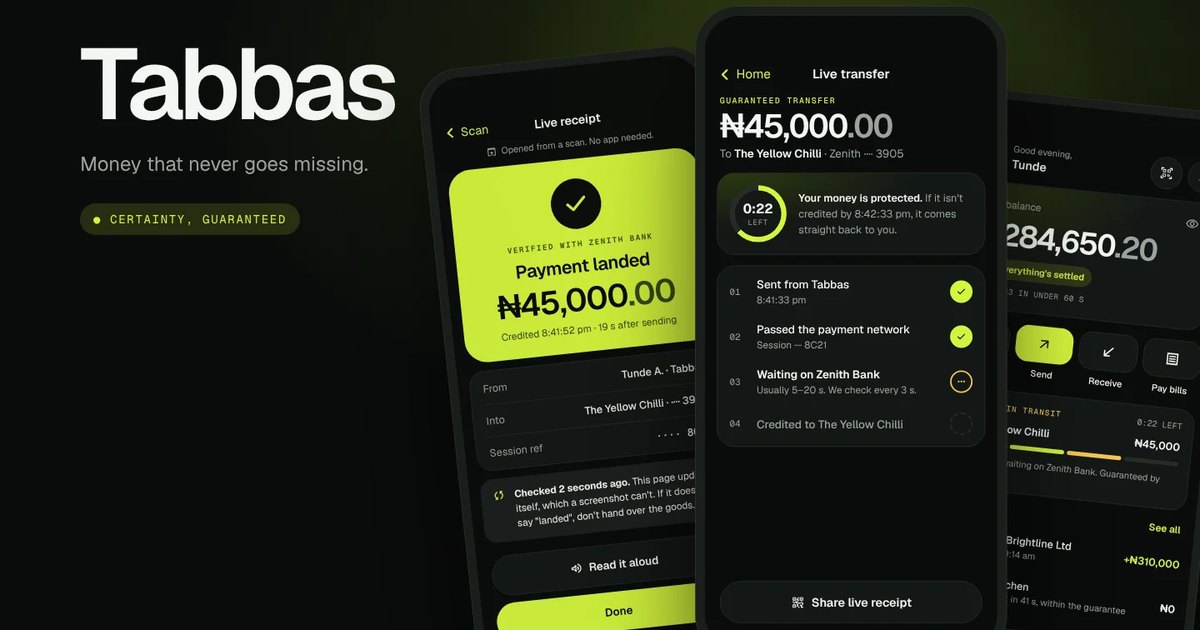 Tabbas
Money that never goes missing.
CERTAINTY, GUARANTEED
Scan
Live receipt
Opened from a scan. No app needed.
VERIFIED WITH ZENITH BANK
Payment landed
₦45,000.00
Credited 8:41:52 pm · 19 s after sending
From
Tunde A. · Tabb
Into
The Yellow Chilli · ···· 39
Session ref
···· 8
Checked 2 seconds ago. This page upd
itself, which a screenshot can't. If it does
say "landed", don't hand over the goods.
Read it aloud
Done
Home
Live transfer
GUARANTEED TRANSFER
₦45,000.00
To The Yellow Chilli · Zenith ···· 3905
0:22
LEFT
Your money is protected. If it isn't
credited by 8:42:33 pm, it comes
straight back to you.
01
Sent from Tabbas
8:41:33 pm
02
Passed the payment network
Session ···· 8C21
03
Waiting on Zenith Bank
Usually 5–20 s. We check every 3 s.
04
Credited to The Yellow Chilli
Share live receipt
Good evening,
Tunde
balance
284,650.20
verything's settled
3 IN UNDER 60 S
Send
Receive
Pay bills
IN TRANSIT
0:22 LEFT
ow Chilli
₦45,000
aiting on Zenith Bank. Guaranteed by
See all
Brightline Ltd
9:14 am
+₦310,000
chen
in 41 s, within the guarantee
₦0